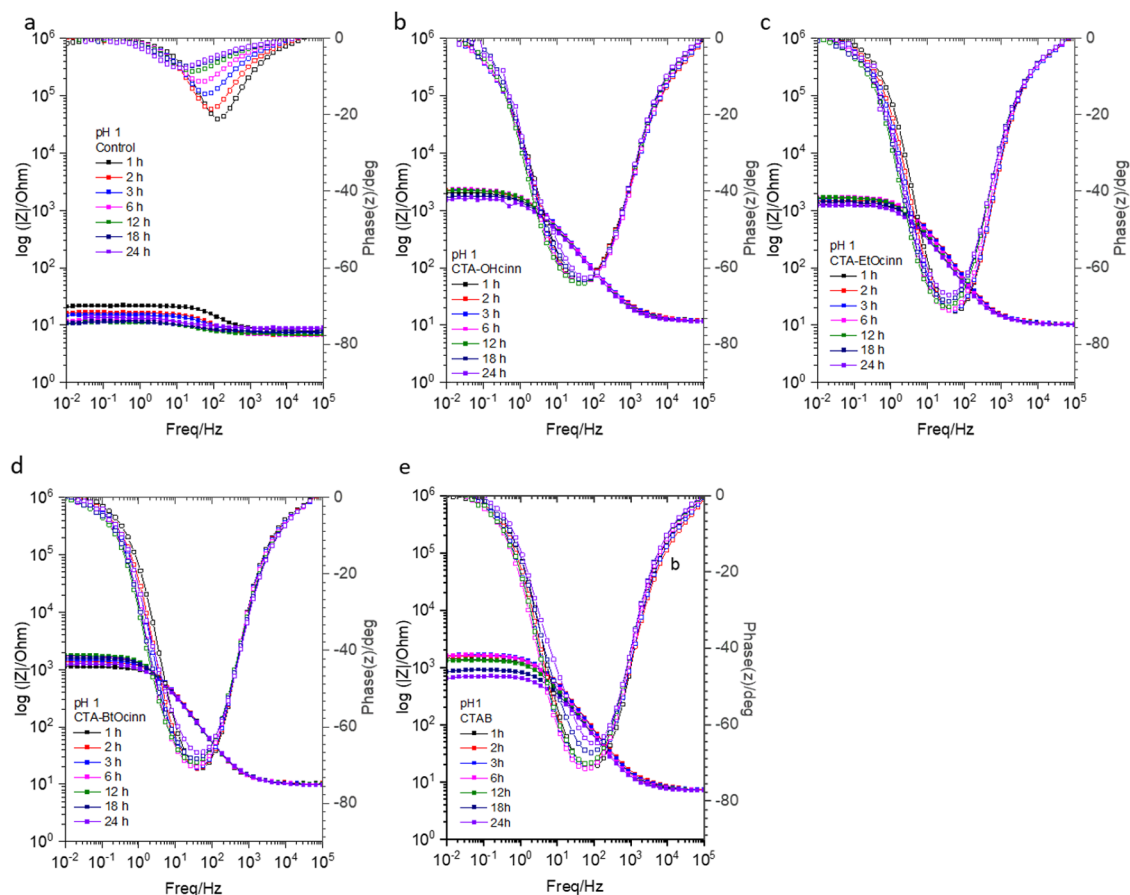 a
10⁶
10⁵
10⁴
10³
10²
10¹
10⁰
log (|Z|/Ohm)
0
-20
-40
-60
-80
Phase(z)/deg
pH 1
Control
1 h
2 h
3 h
6 h
12 h
18 h
24 h
10⁻² 10⁻¹ 10⁰ 10¹ 10² 10³ 10⁴ 10⁵
Freq/Hz
b
10⁶
10⁵
10⁴
10³
10²
10¹
10⁰
log (|Z|/Ohm)
0
-20
-40
-60
-80
Phase(z)/deg
pH 1
CTA-OHcinn
1 h
2 h
3 h
6 h
12 h
18 h
24 h
10⁻² 10⁻¹ 10⁰ 10¹ 10² 10³ 10⁴ 10⁵
Freq/Hz
c
10⁶
10⁵
10⁴
10³
10²
10¹
10⁰
log (|Z|/Ohm)
0
-20
-40
-60
-80
Phase(z)/deg
pH 1
CTA-EtOcinn
1 h
2 h
3 h
6 h
12 h
18 h
24 h
10⁻² 10⁻¹ 10⁰ 10¹ 10² 10³ 10⁴ 10⁵
Freq/Hz
d
10⁶
10⁵
10⁴
10³
10²
10¹
10⁰
log (|Z|/Ohm)
0
-20
-40
-60
-80
Phase(z)/deg
pH 1
CTA-BtOcinn
1 h
2 h
3 h
6 h
12 h
18 h
24 h
10⁻² 10⁻¹ 10⁰ 10¹ 10² 10³ 10⁴ 10⁵
Freq/Hz
e
10⁶
10⁵
10⁴
10³
10²
10¹
10⁰
log (|Z|/Ohm)
0
-20
-40
-60
-80
Phase(z)/deg
b
pH1
CTAB
1h
2h
3h
6h
12h
18h
24h
10⁻² 10⁻¹ 10⁰ 10¹ 10² 10³ 10⁴ 10⁵
Freq/Hz